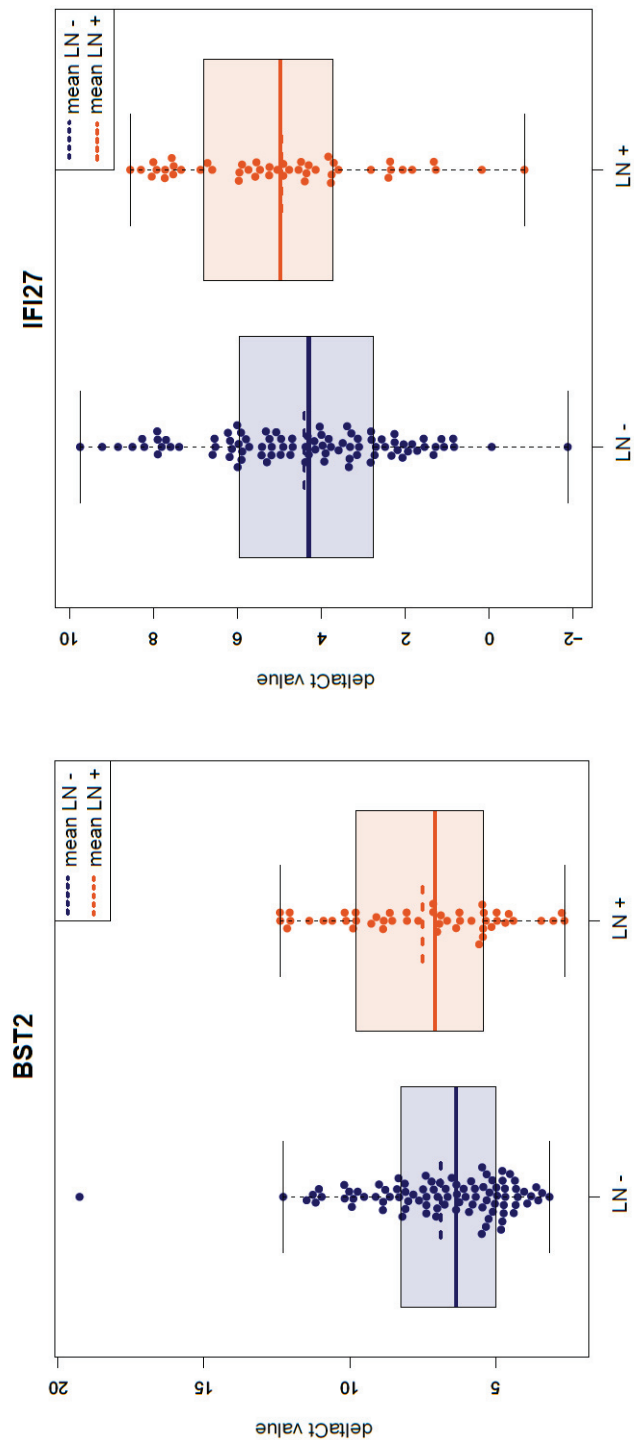 BST2
mean LN -
mean LN +
deltaCt value
20
15
10
5
LN -
LN +
IFI27
mean LN -
mean LN +
deltaCt value
10
8
6
4
2
0
−2
LN -
LN +